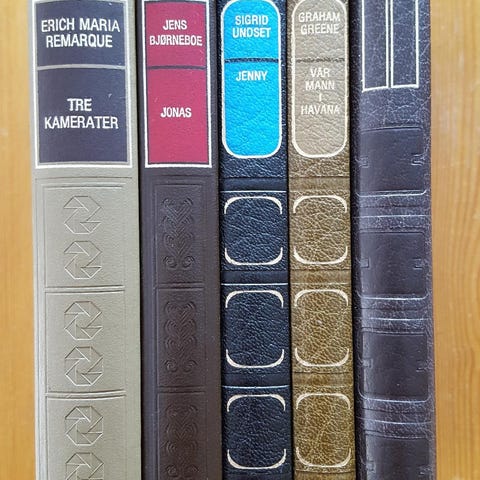 ERICH MARIA
REMARQUE
TRE
KAMERATER
JENS
BJØRNEBOE
JONAS
SIGRID
UNDSET
JENNY
GRAHAM
GREENE
VÅR
MANN
I
HAVANA